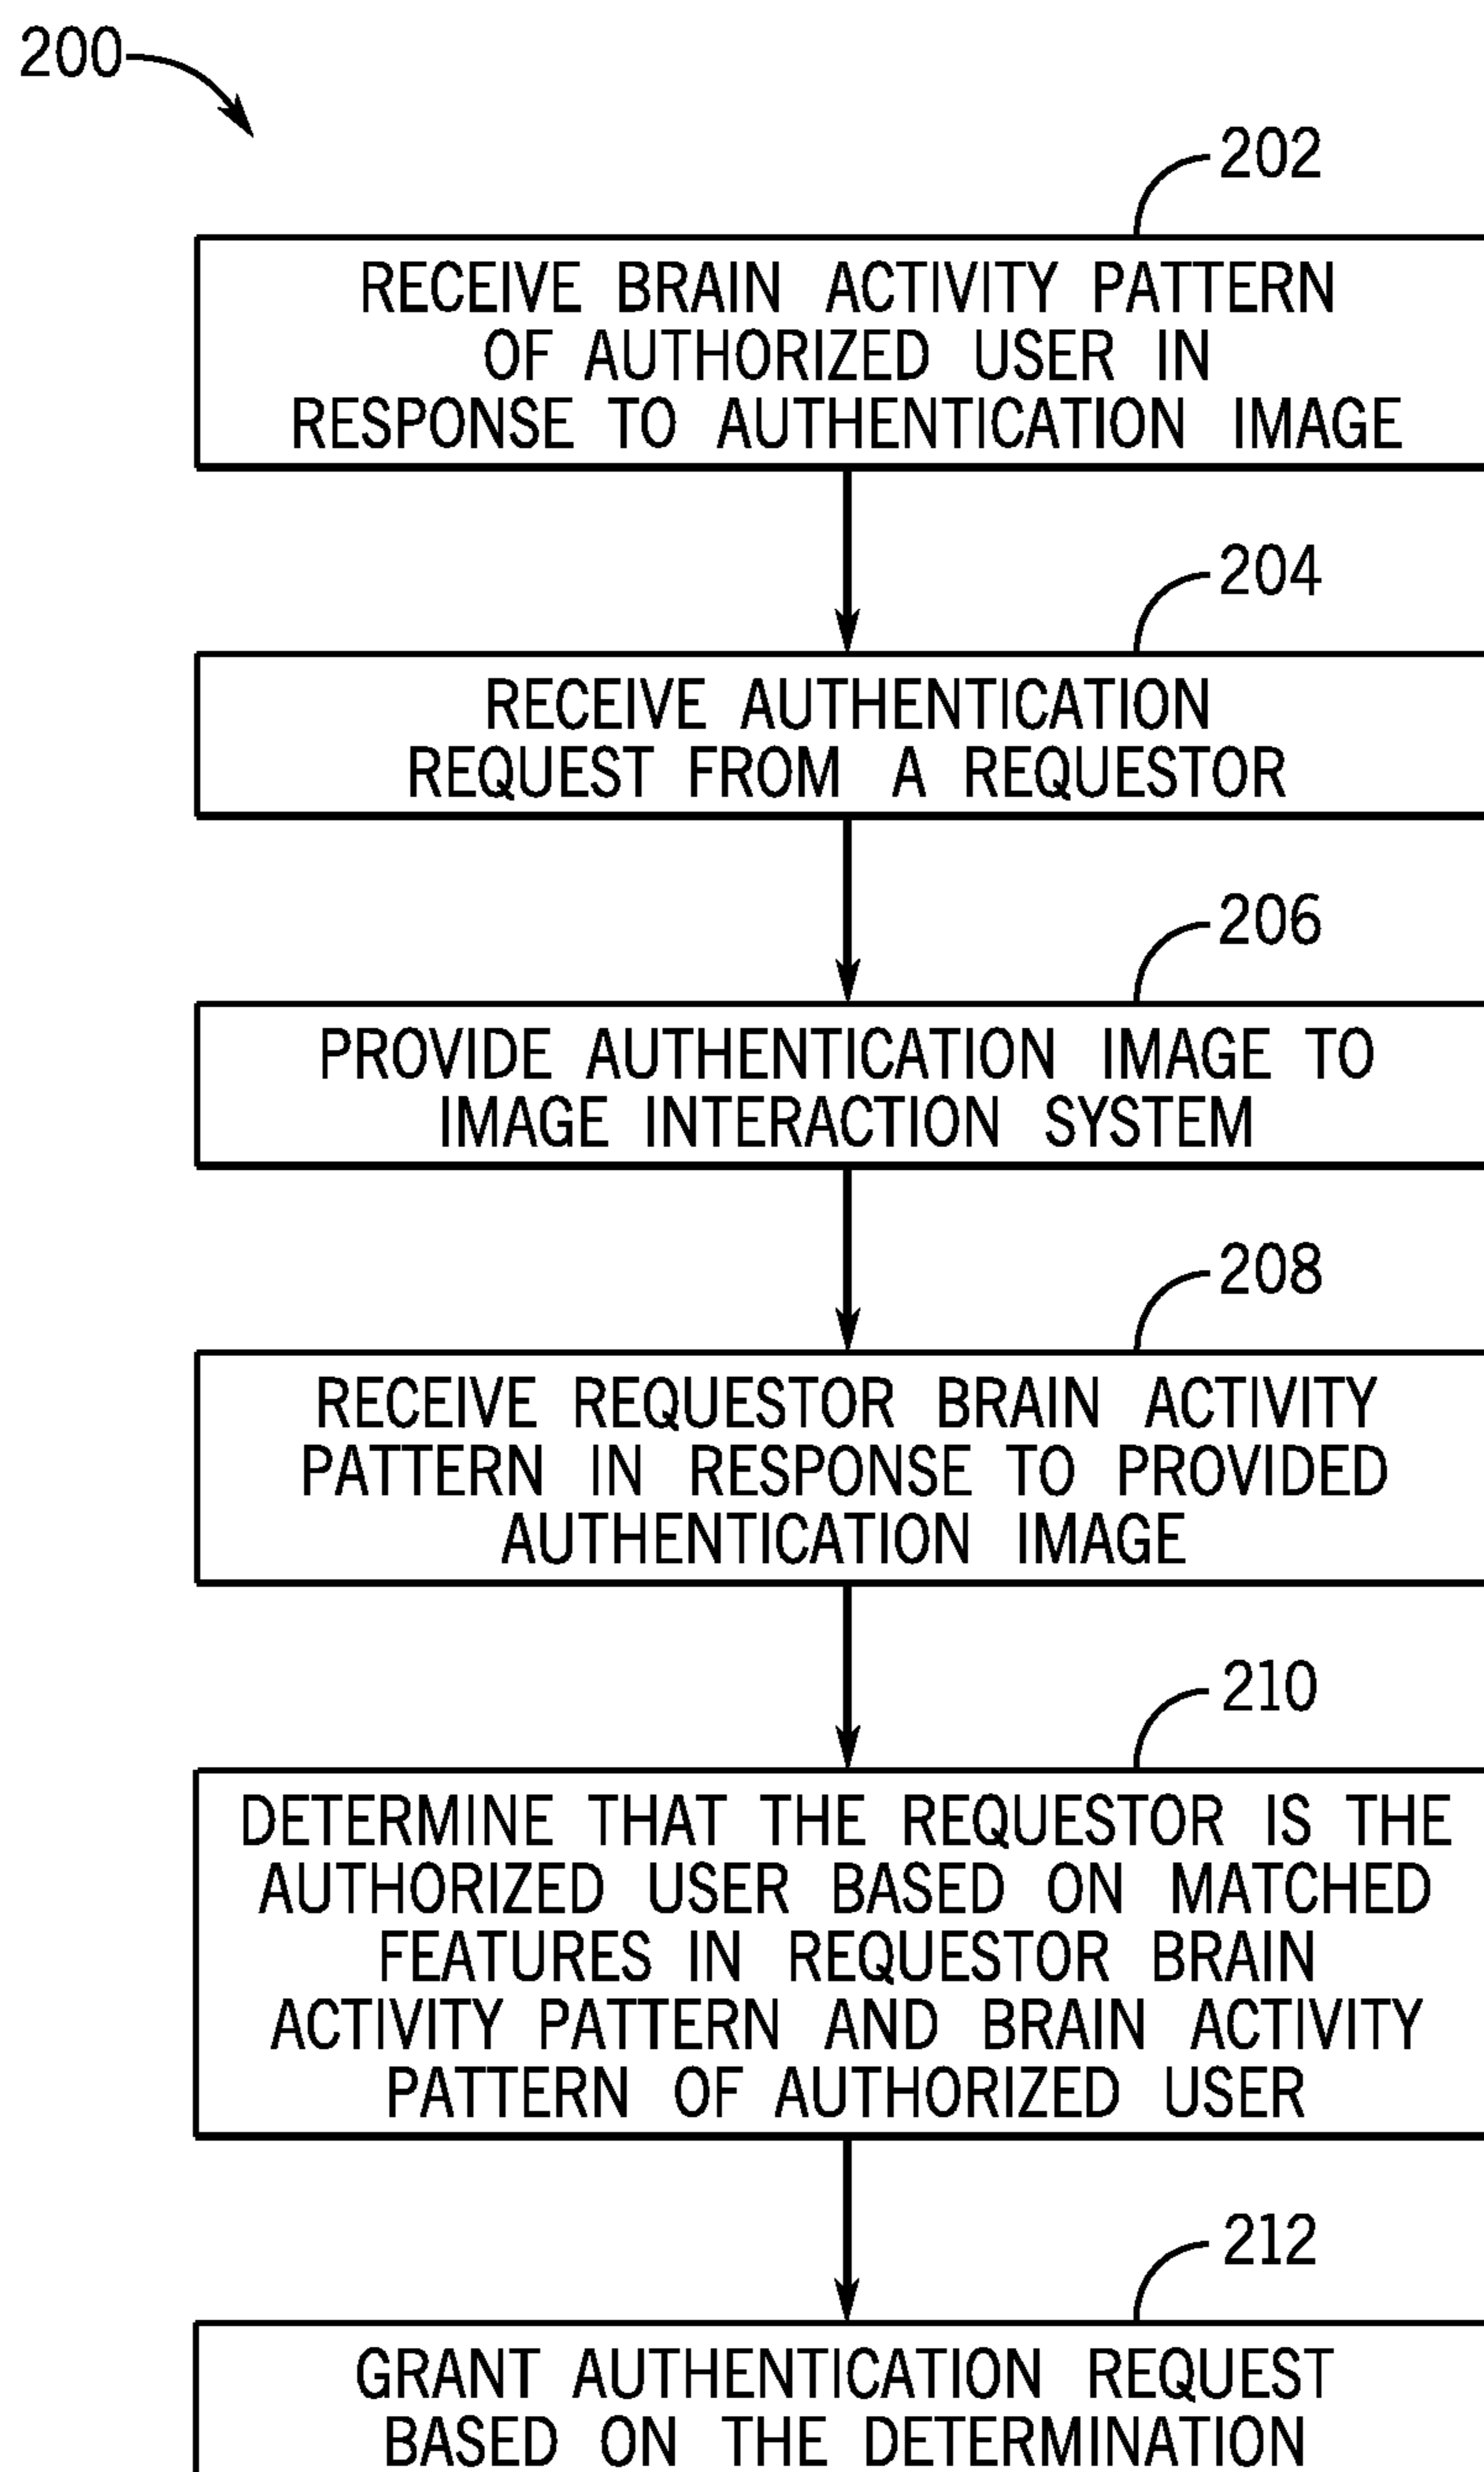 200
202
RECEIVE BRAIN ACTIVITY PATTERN
OF AUTHORIZED USER IN
RESPONSE TO AUTHENTICATION IMAGE
204
RECEIVE AUTHENTICATION
REQUEST FROM A REQUESTOR
206
PROVIDE AUTHENTICATION IMAGE TO
IMAGE INTERACTION SYSTEM
208
RECEIVE REQUESTOR BRAIN ACTIVITY
PATTERN IN RESPONSE TO PROVIDED
AUTHENTICATION IMAGE
210
DETERMINE THAT THE REQUESTOR IS THE
AUTHORIZED USER BASED ON MATCHED
FEATURES IN REQUESTOR BRAIN
ACTIVITY PATTERN AND BRAIN ACTIVITY
PATTERN OF AUTHORIZED USER
212
GRANT AUTHENTICATION REQUEST
BASED ON THE DETERMINATION